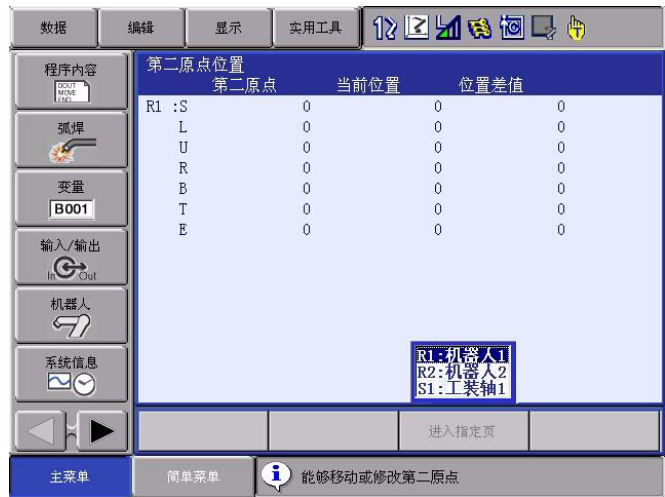 数据 编辑 显示 实用工具
程序内容
DOUT
MOVE
END
弧焊
变量
B001
输入/输出
In Out
机器人
系统信息
第二原点位置
第二原点 当前位置 位置差值
R1 :S 0 0 0
L 0 0 0
U 0 0 0
R 0 0 0
B 0 0 0
T 0 0 0
E 0 0 0
R1:机器人1
R2:机器人2
S1:工装轴1
进入指定页
主菜单 简单菜单 能够移动或修改第二原点